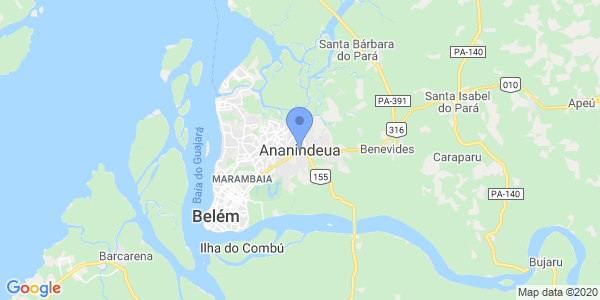 Santa Bárbara
do Pará
PA-140
010
Santa Isabel
do Pará
Apeú
PA-391
316
Baía do Guajará
Ananindeua
Benevides
Caraparu
MARAMBAIA
155
PA-140
Belém
Ilha do Combú
Barcarena
Bujaru
Google
Map data ©2020